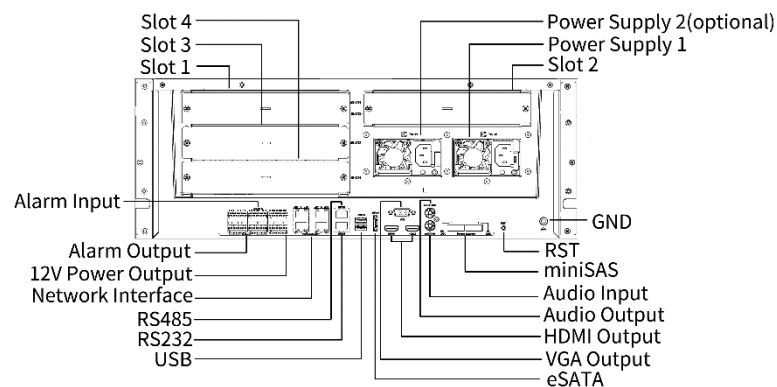 Slot 4
Slot 3
Slot 1
Power Supply 2(optional)
Power Supply 1
Slot 2
Alarm Input
Alarm Output
12V Power Output
Network Interface
RS485
RS232
USB
GND
RST
miniSAS
Audio Input
Audio Output
HDMI Output
VGA Output
eSATA